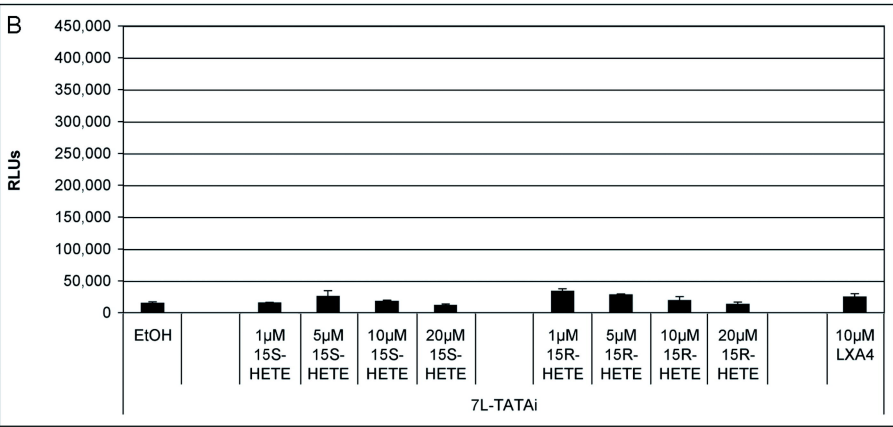 B
450,000
400,000
350,000
300,000
250,000
200,000
150,000
100,000
50,000
0
RLUs
EtOH
1µM 15S-HETE
5µM 15S-HETE
10µM 15S-HETE
20µM 15S-HETE
1µM 15R-HETE
5µM 15R-HETE
10µM 15R-HETE
20µM 15R-HETE
10µM LXA4
7L-TATAi